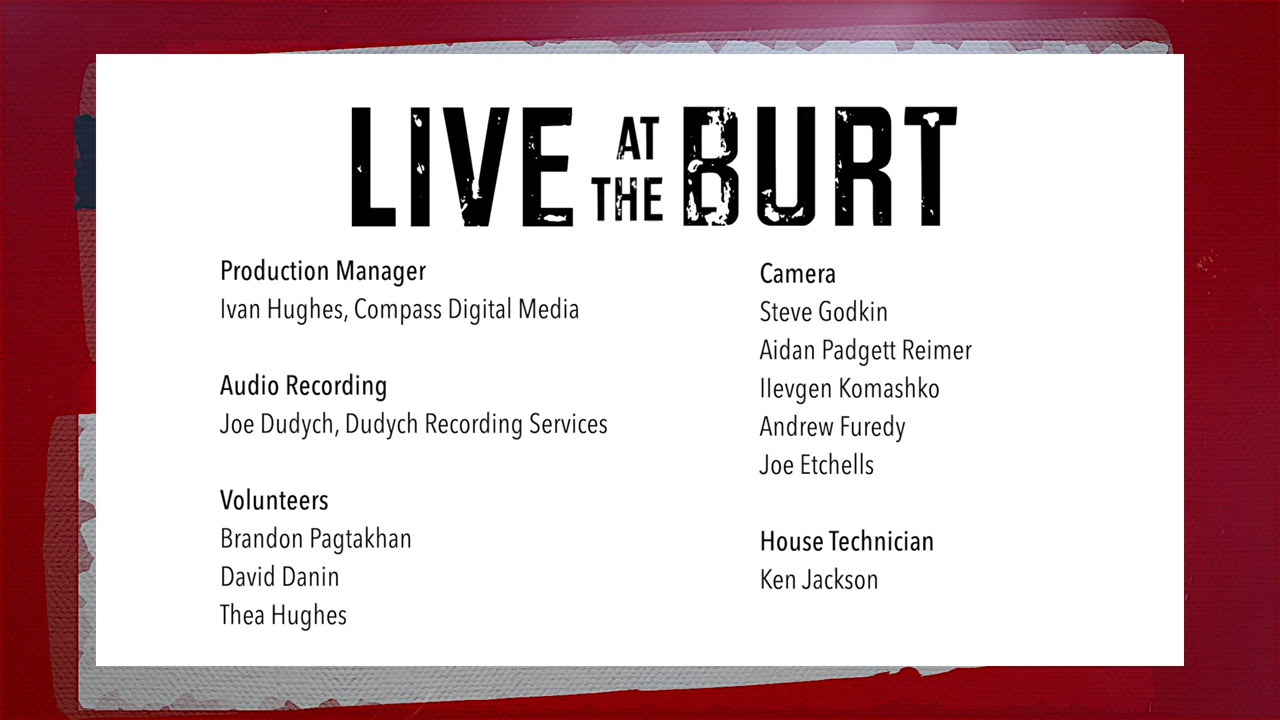 LIVE AT THE BURT
Production Manager
Ivan Hughes, Compass Digital Media
Audio Recording
Joe Dudych, Dudych Recording Services
Volunteers
Brandon Pagtakhan
David Danin
Thea Hughes
Camera
Steve Godkin
Aidan Padgett Reimer
IIevgen Komashko
Andrew Furedy
Joe Etchells
House Technician
Ken Jackson